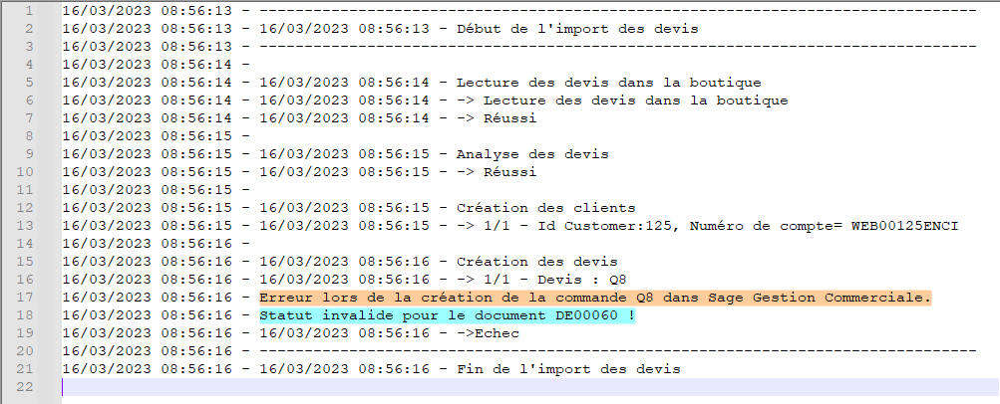 1 16/03/2023 08:56:13 - --------------------------------------------------------------------------------
2 16/03/2023 08:56:13 - 16/03/2023 08:56:13 - Début de l'import des devis
3 16/03/2023 08:56:13 - --------------------------------------------------------------------------------
4 16/03/2023 08:56:14 -
5 16/03/2023 08:56:14 - 16/03/2023 08:56:14 - Lecture des devis dans la boutique
6 16/03/2023 08:56:14 - 16/03/2023 08:56:14 - -> Lecture des devis dans la boutique
7 16/03/2023 08:56:14 - 16/03/2023 08:56:14 - -> Réussi
8 16/03/2023 08:56:15 -
9 16/03/2023 08:56:15 - 16/03/2023 08:56:15 - Analyse des devis
10 16/03/2023 08:56:15 - 16/03/2023 08:56:15 - -> Réussi
11 16/03/2023 08:56:15 -
12 16/03/2023 08:56:15 - 16/03/2023 08:56:15 - Création des clients
13 16/03/2023 08:56:15 - 16/03/2023 08:56:15 - -> 1/1 - Id Customer:125, Numéro de compte= WEB00125ENCI
14 16/03/2023 08:56:16 -
15 16/03/2023 08:56:16 - 16/03/2023 08:56:16 - Création des devis
16 16/03/2023 08:56:16 - 16/03/2023 08:56:16 - -> 1/1 - Devis : Q8
17 16/03/2023 08:56:16 - Erreur lors de la création de la commande Q8 dans Sage Gestion Commerciale.
18 16/03/2023 08:56:16 - Statut invalide pour le document DE00060 !
19 16/03/2023 08:56:16 - 16/03/2023 08:56:16 - ->Echec
20 16/03/2023 08:56:16 - --------------------------------------------------------------------------------
21 16/03/2023 08:56:16 - 16/03/2023 08:56:16 - Fin de l'import des devis
22